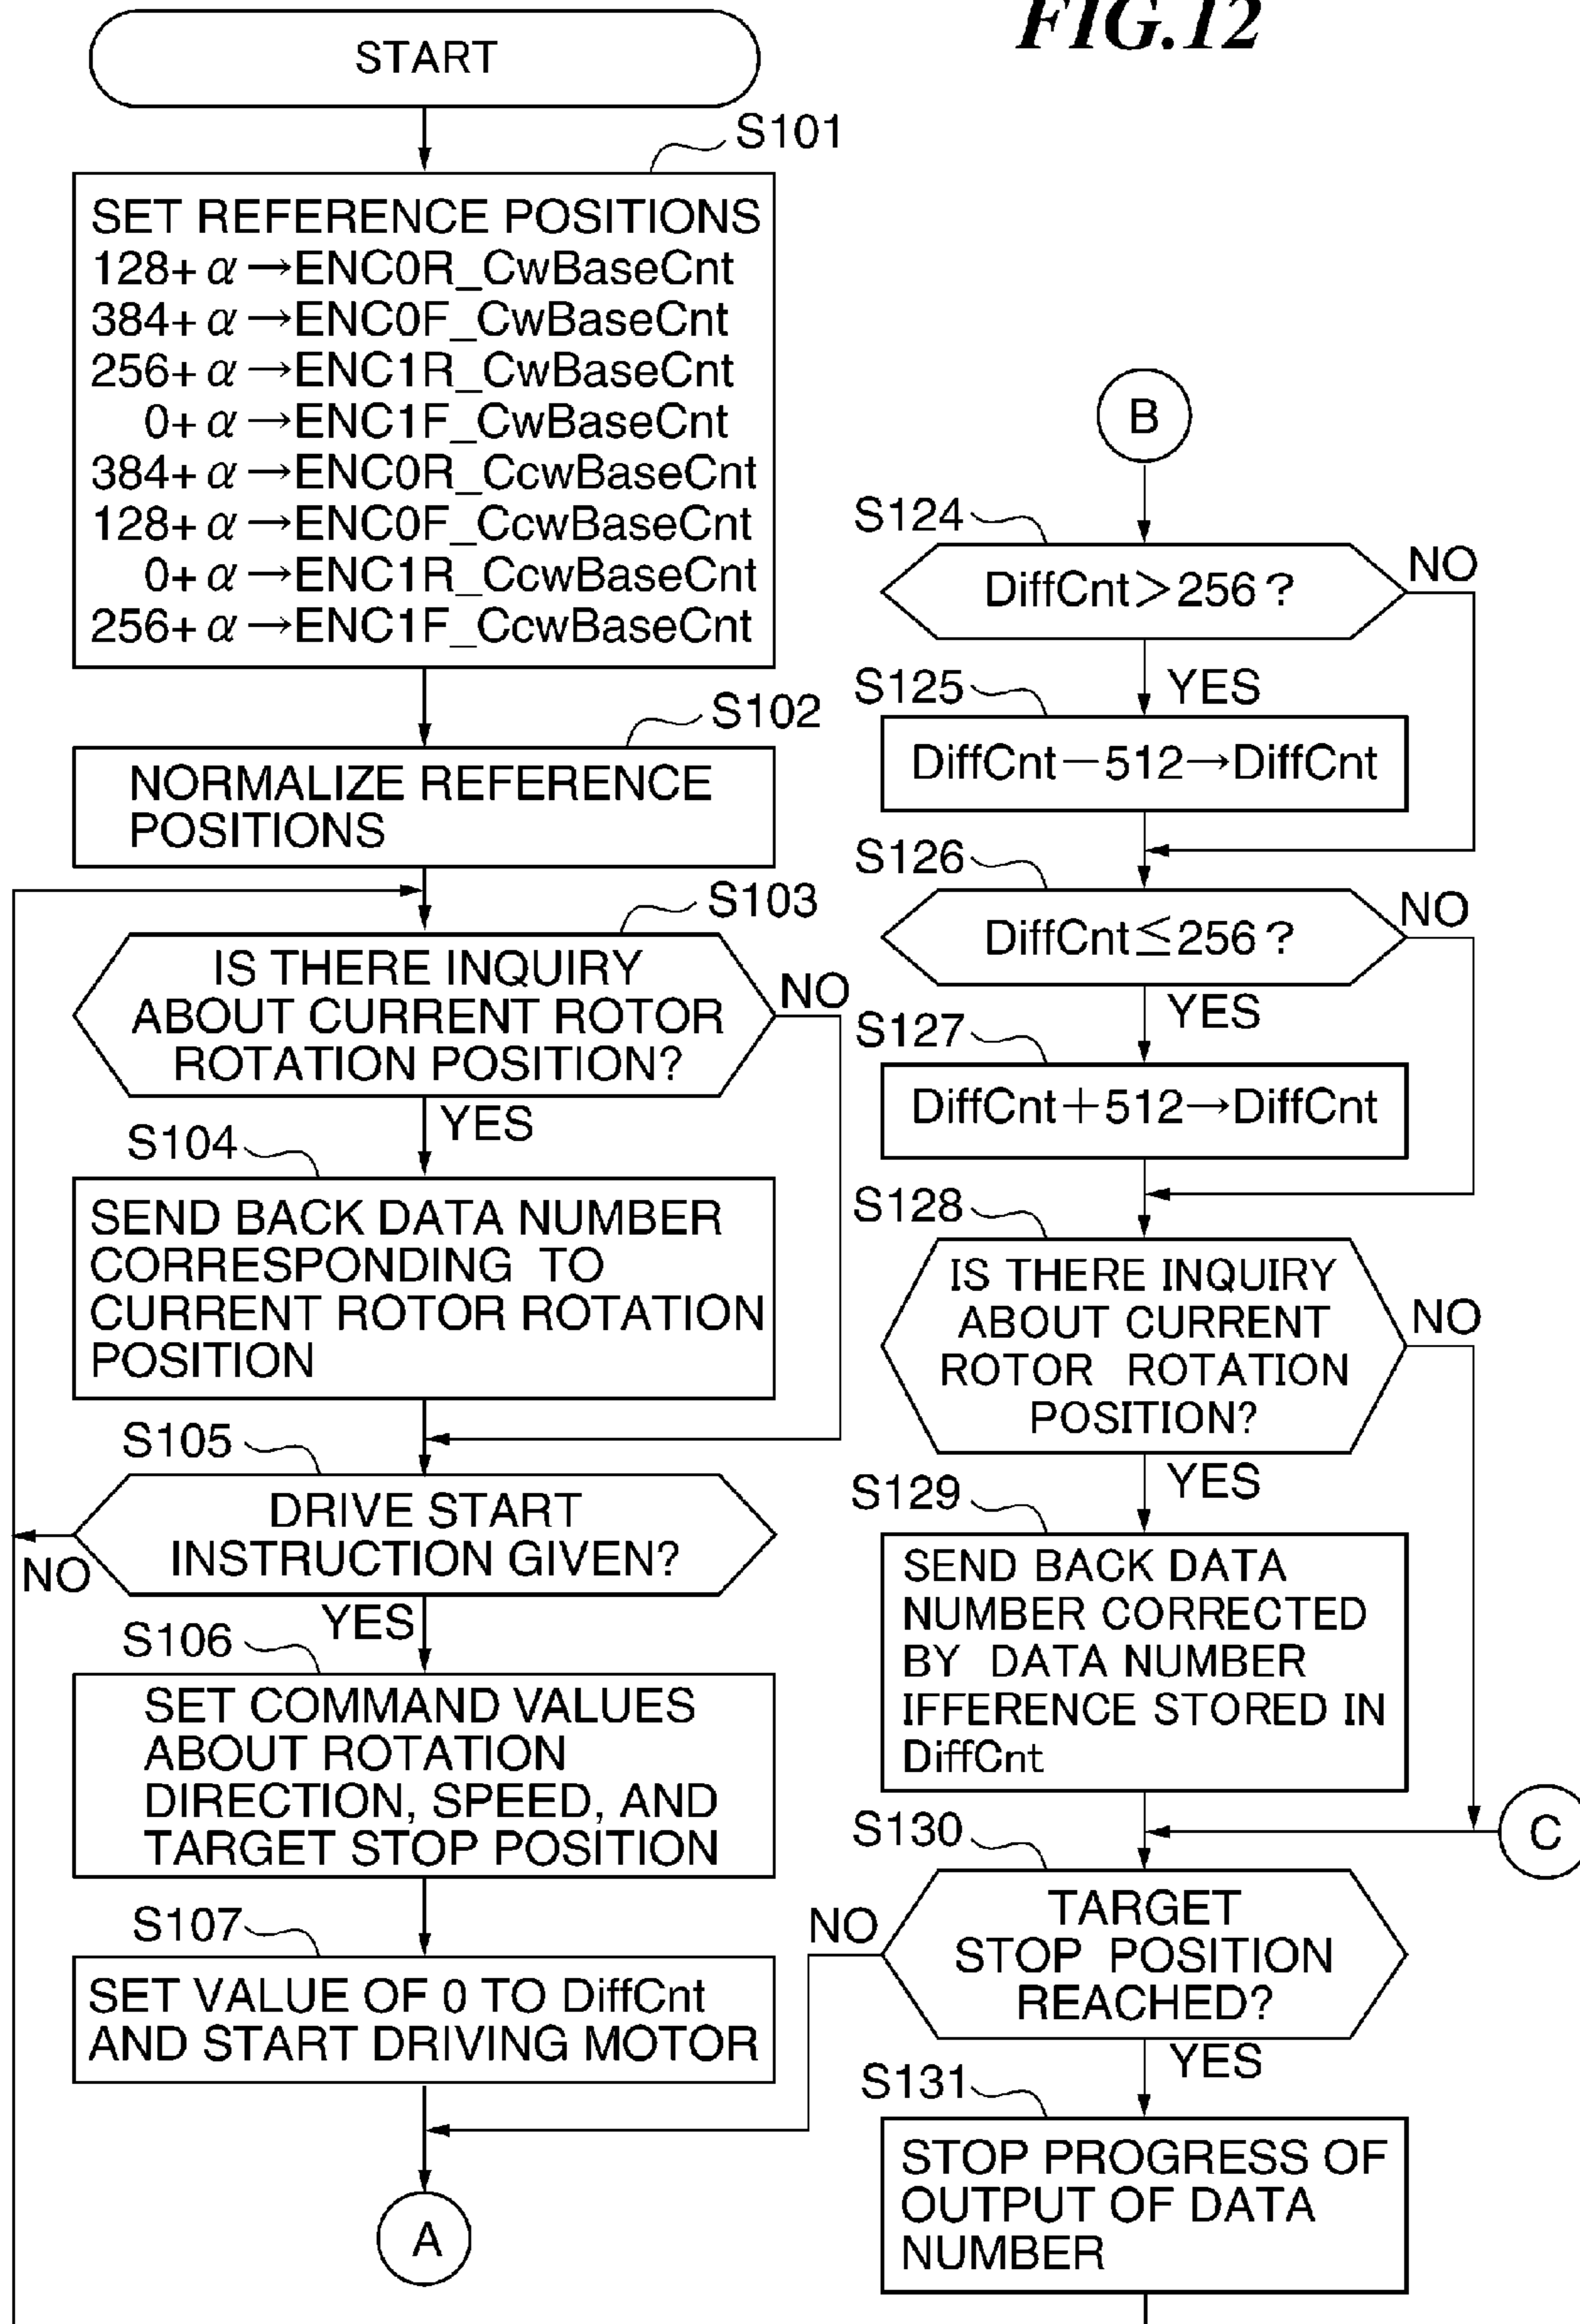 FIG.12
START
S101
SET REFERENCE POSITIONS
128+α→ENC0R_CwBaseCnt
384+α→ENC0F_CwBaseCnt
256+α→ENC1R_CwBaseCnt
0+α→ENC1F_CwBaseCnt
384+α→ENC0R_CcwBaseCnt
128+α→ENC0F_CcwBaseCnt
0+α→ENC1R_CcwBaseCnt
256+α→ENC1F_CcwBaseCnt
S102
NORMALIZE REFERENCE
POSITIONS
S103
IS THERE INQUIRY
ABOUT CURRENT ROTOR
ROTATION POSITION?
NO
YES
S104
SEND BACK DATA NUMBER
CORRESPONDING TO
CURRENT ROTOR ROTATION
POSITION
S105
DRIVE START
INSTRUCTION GIVEN?
NO
YES
S106
SET COMMAND VALUES
ABOUT ROTATION
DIRECTION, SPEED, AND
TARGET STOP POSITION
S107
SET VALUE OF 0 TO DiffCnt
AND START DRIVING MOTOR
A
B
S124
DiffCnt>256?
NO
YES
S125
DiffCnt−512→DiffCnt
S126
DiffCnt≦256?
NO
YES
S127
DiffCnt+512→DiffCnt
S128
IS THERE INQUIRY
ABOUT CURRENT
ROTOR ROTATION
POSITION?
NO
YES
S129
SEND BACK DATA
NUMBER CORRECTED
BY DATA NUMBER
IFFERENCE STORED IN
DiffCnt
C
S130
TARGET
STOP POSITION
REACHED?
NO
YES
S131
STOP PROGRESS OF
OUTPUT OF DATA
NUMBER